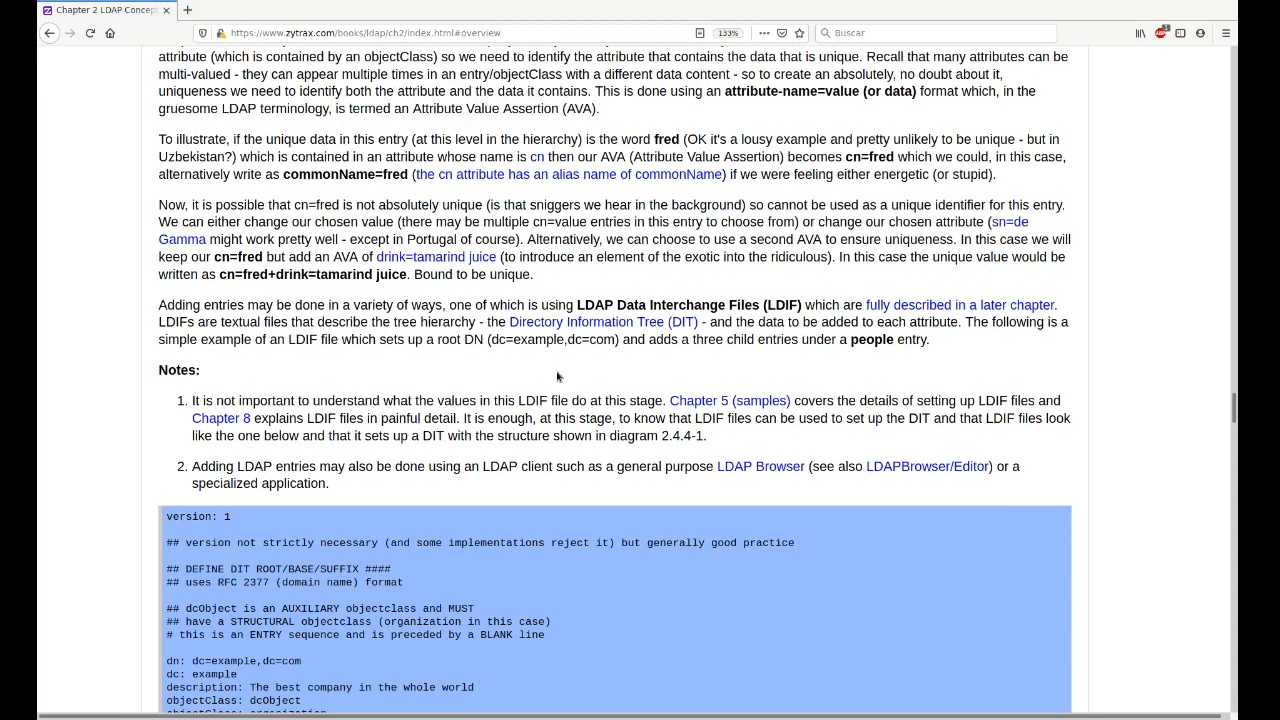 Chapter 2 LDAP Concept
https://www.zytrax.com/books/ldap/ch2/index.html#overview
133%
Buscar
1
attribute (which is contained by an objectClass) so we need to identify the attribute that contains the data that is unique. Recall that many attributes can be
multi-valued - they can appear multiple times in an entry/objectClass with a different data content - so to create an absolutely, no doubt about it,
uniqueness we need to identify both the attribute and the data it contains. This is done using an attribute-name=value (or data) format which, in the
gruesome LDAP terminology, is termed an Attribute Value Assertion (AVA).
To illustrate, if the unique data in this entry (at this level in the hierarchy) is the word fred (OK it's a lousy example and pretty unlikely to be unique - but in
Uzbekistan?) which is contained in an attribute whose name is cn then our AVA (Attribute Value Assertion) becomes cn=fred which we could, in this case,
alternatively write as commonName=fred (the cn attribute has an alias name of commonName) if we were feeling either energetic (or stupid).
Now, it is possible that cn=fred is not absolutely unique (is that sniggers we hear in the background) so cannot be used as a unique identifier for this entry.
We can either change our chosen value (there may be multiple cn=value entries in this entry to choose from) or change our chosen attribute (sn=de
Gamma might work pretty well - except in Portugal of course). Alternatively, we can choose to use a second AVA to ensure uniqueness. In this case we will
keep our cn=fred but add an AVA of drink=tamarind juice (to introduce an element of the exotic into the ridiculous). In this case the unique value would be
written as cn=fred+drink=tamarind juice. Bound to be unique.
Adding entries may be done in a variety of ways, one of which is using LDAP Data Interchange Files (LDIF) which are fully described in a later chapter.
LDIFs are textual files that describe the tree hierarchy - the Directory Information Tree (DIT) - and the data to be added to each attribute. The following is a
simple example of an LDIF file which sets up a root DN (dc=example,dc=com) and adds a three child entries under a people entry.
Notes:
1. It is not important to understand what the values in this LDIF file do at this stage. Chapter 5 (samples) covers the details of setting up LDIF files and
Chapter 8 explains LDIF files in painful detail. It is enough, at this stage, to know that LDIF files can be used to set up the DIT and that LDIF files look
like the one below and that it sets up a DIT with the structure shown in diagram 2.4.4-1.
2. Adding LDAP entries may also be done using an LDAP client such as a general purpose LDAP Browser (see also LDAPBrowser/Editor) or a
specialized application.
version: 1
## version not strictly necessary (and some implementations reject it) but generally good practice
## DEFINE DIT ROOT/BASE/SUFFIX ####
## uses RFC 2377 (domain name) format
## dcObject is an AUXILIARY objectclass and MUST
## have a STRUCTURAL objectclass (organization in this case)
# this is an ENTRY sequence and is preceded by a BLANK line
dn: dc=example,dc=com
dc: example
description: The best company in the whole world
objectClass: dcObject
objectClass: organization